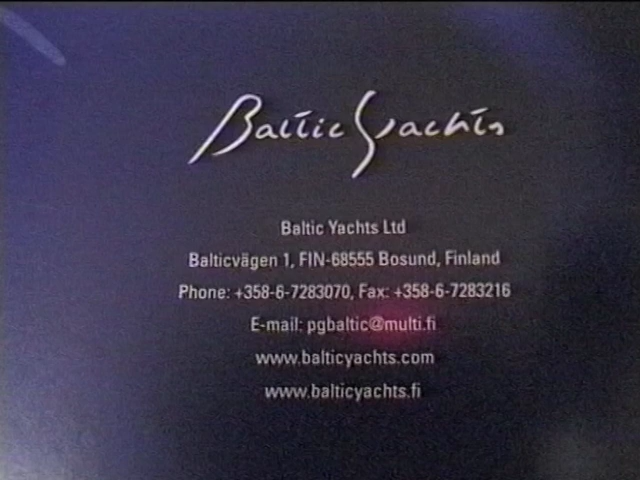 Baltic Yachts
Baltic Yachts Ltd
Balticvägen 1, FIN-68555 Bosund, Finland
Phone: +358-6-7283070, Fax: +358-6-7283216
E-mail: pgbaltic@multi.fi
www.balticyachts.com
www.balticyachts.fi